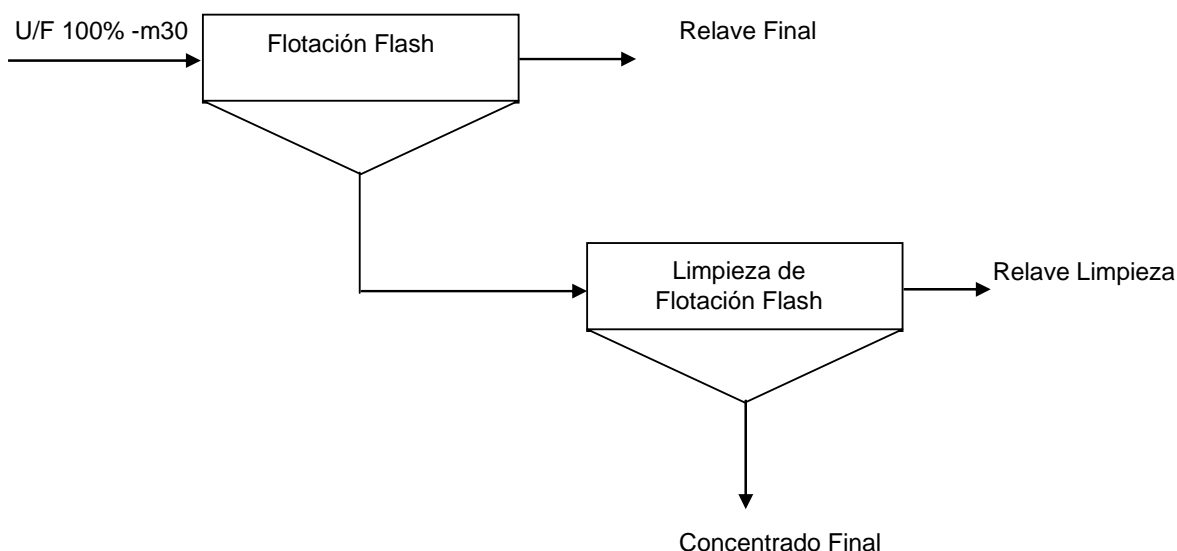 U/F 100% -m30
Flotación Flash
Relave Final
Limpieza de
Flotación Flash
Relave Limpieza
Concentrado Final